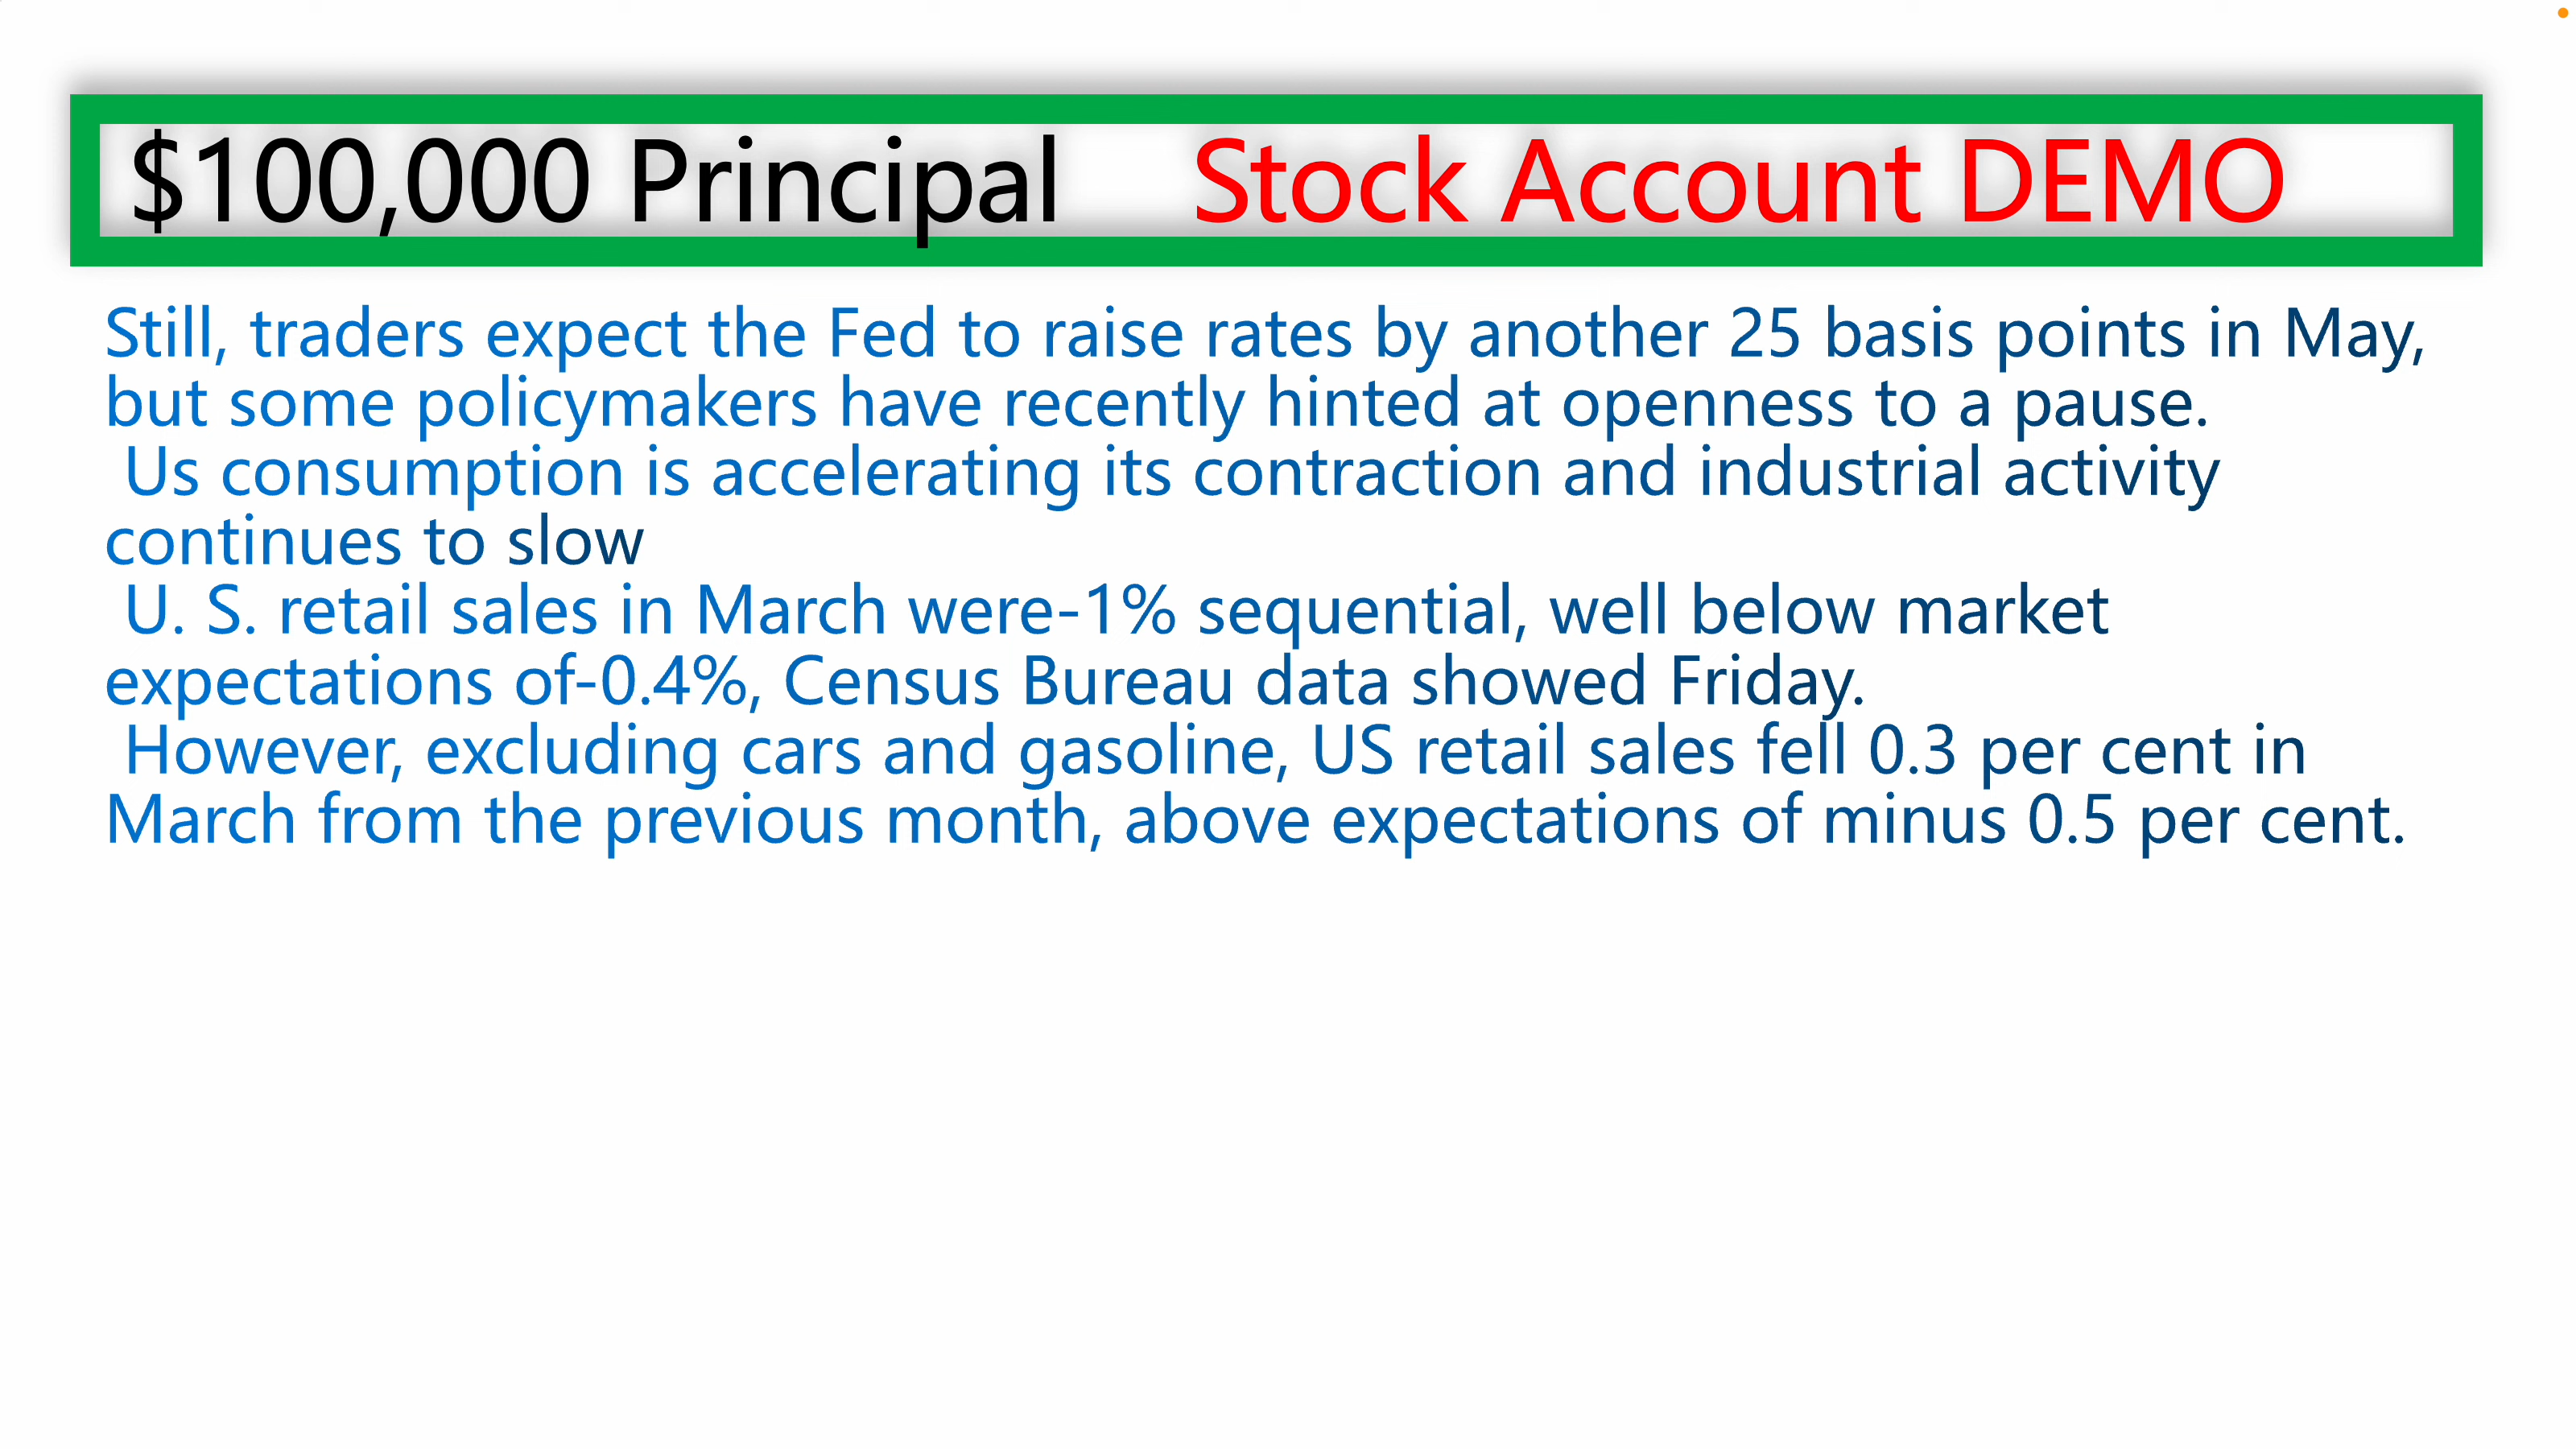 $100,000 Principal Stock Account DEMO
Still, traders expect the Fed to raise rates by another 25 basis points in May,
but some policymakers have recently hinted at openness to a pause.
Us consumption is accelerating its contraction and industrial activity
continues to slow
U. S. retail sales in March were-1% sequential, well below market
expectations of-0.4%, Census Bureau data showed Friday.
However, excluding cars and gasoline, US retail sales fell 0.3 per cent in
March from the previous month, above expectations of minus 0.5 per cent.